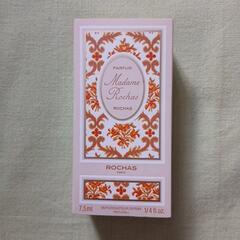 PARFUM
Madame
Rochas
ROCHAS
ROCHAS
PARIS
7,5ml
1/4 fl.oz.